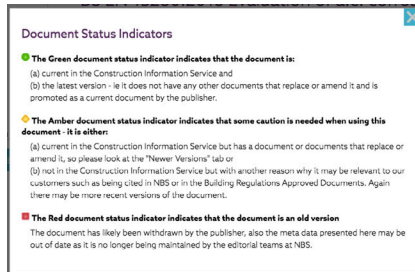 Document Status Indicators
The Green document status indicator indicates that the document is:
(a) current in the Construction Information Service and
(b) the latest version - ie it does not have any other documents that replace or amend it and is
promoted as a current document by the publisher.
The Amber document status indicator indicates that some caution is needed when using this
document - it is either:
(a) current in the Construction Information Service but has a document or documents that replace or
amend it, so please look at the "Newer Versions" tab or
(b) not in the Construction Information Service but with another reason why it may be relevant to our
customers such as being cited in NBS or in the Building Regulations Approved Documents. Again
there may be more recent versions of the document.
The Red document status indicator indicates that the document is an old version
The document has likely been withdrawn by the publisher, also the meta data presented here may be
out of date as it is no longer being maintained by the editorial teams at NBS.